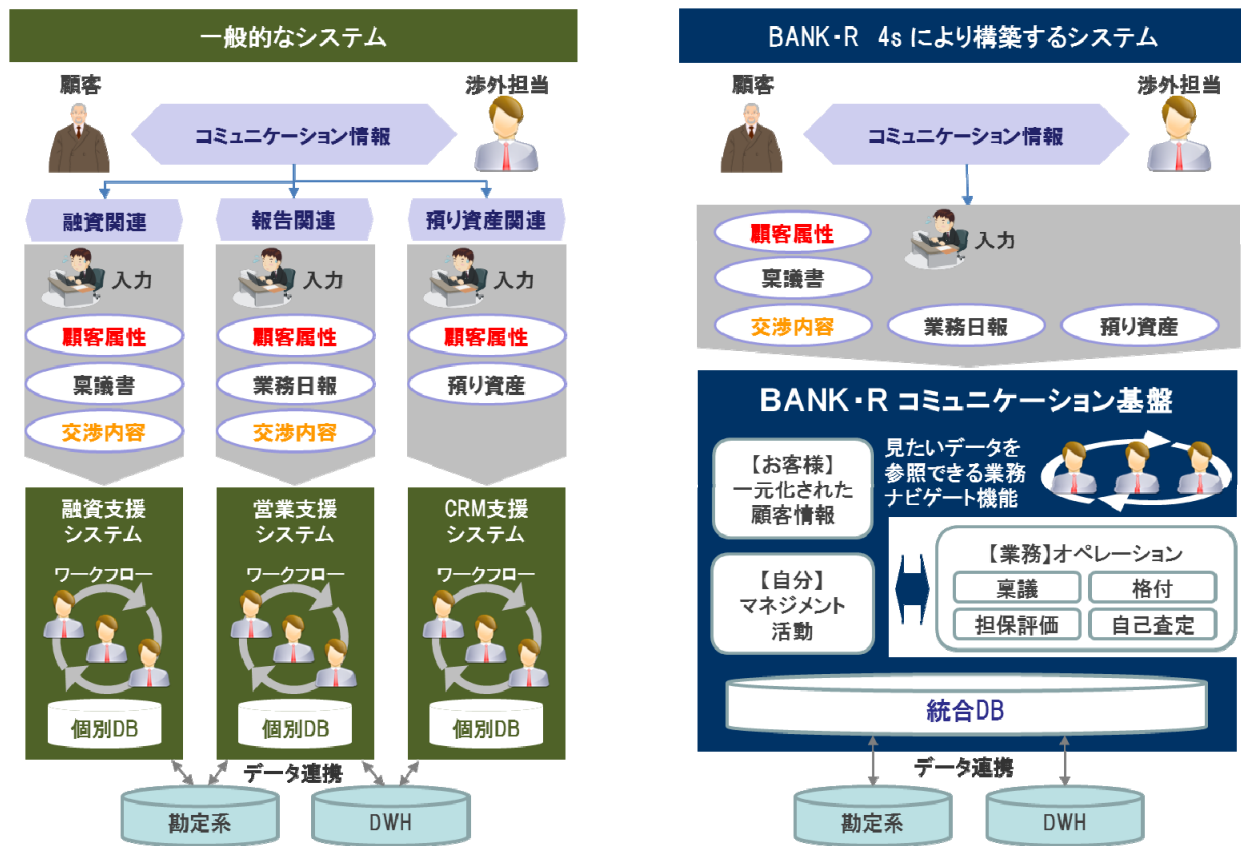 一般的なシステム
顧客
渉外担当
コミュニケーション情報
融資関連
報告関連
預り資産関連
入力
入力
入力
顧客属性
顧客属性
顧客属性
稟議書
業務日報
預り資産
交渉内容
交渉内容
融資支援
システム
営業支援
システム
CRM支援
システム
ワークフロー
ワークフロー
ワークフロー
個別DB
個別DB
個別DB
データ連携
勘定系
DWH
BANK・R 4s により構築するシステム
顧客
渉外担当
コミュニケーション情報
顧客属性
入力
稟議書
交渉内容
業務日報
預り資産
BANK・R コミュニケーション基盤
【お客様】
一元化された
顧客情報
見たいデータを
参照できる業務
ナビゲート機能
【自分】
マネジメント
活動
【業務】オペレーション
稟議
格付
担保評価
自己査定
統合DB
データ連携
勘定系
DWH